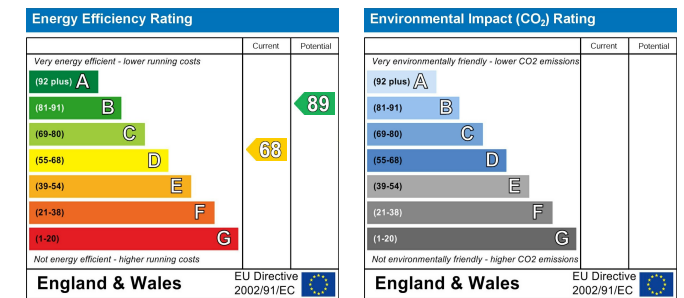 Energy Efficiency Rating
Current Potential
Very energy efficient - lower running costs
(92 plus) A
(81-91) B
(69-80) C
(55-68) D
(39-54) E
(21-38) F
(1-20) G
68
89
Not energy efficient - higher running costs
England & Wales
EU Directive
2002/91/EC
Environmental Impact (CO2) Rating
Current Potential
Very environmentally friendly - lower CO2 emissions
(92 plus) A
(81-91) B
(69-80) C
(55-68) D
(39-54) E
(21-38) F
(1-20) G
Not environmentally friendly - higher CO2 emissions
England & Wales
EU Directive
2002/91/EC